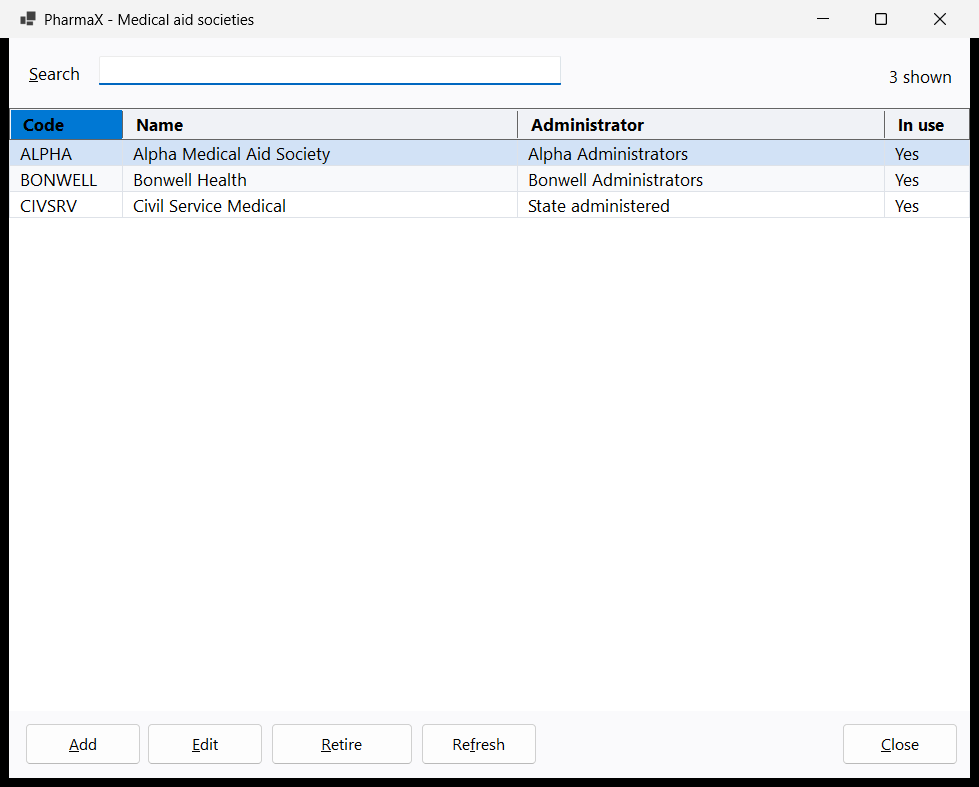 PharmaX - Medical aid societies
Search
3 shown
Code Name Administrator In use
ALPHA Alpha Medical Aid Society Alpha Administrators Yes
BONWELL Bonwell Health Bonwell Administrators Yes
CIVSRV Civil Service Medical State administered Yes
Add Edit Retire Refresh Close